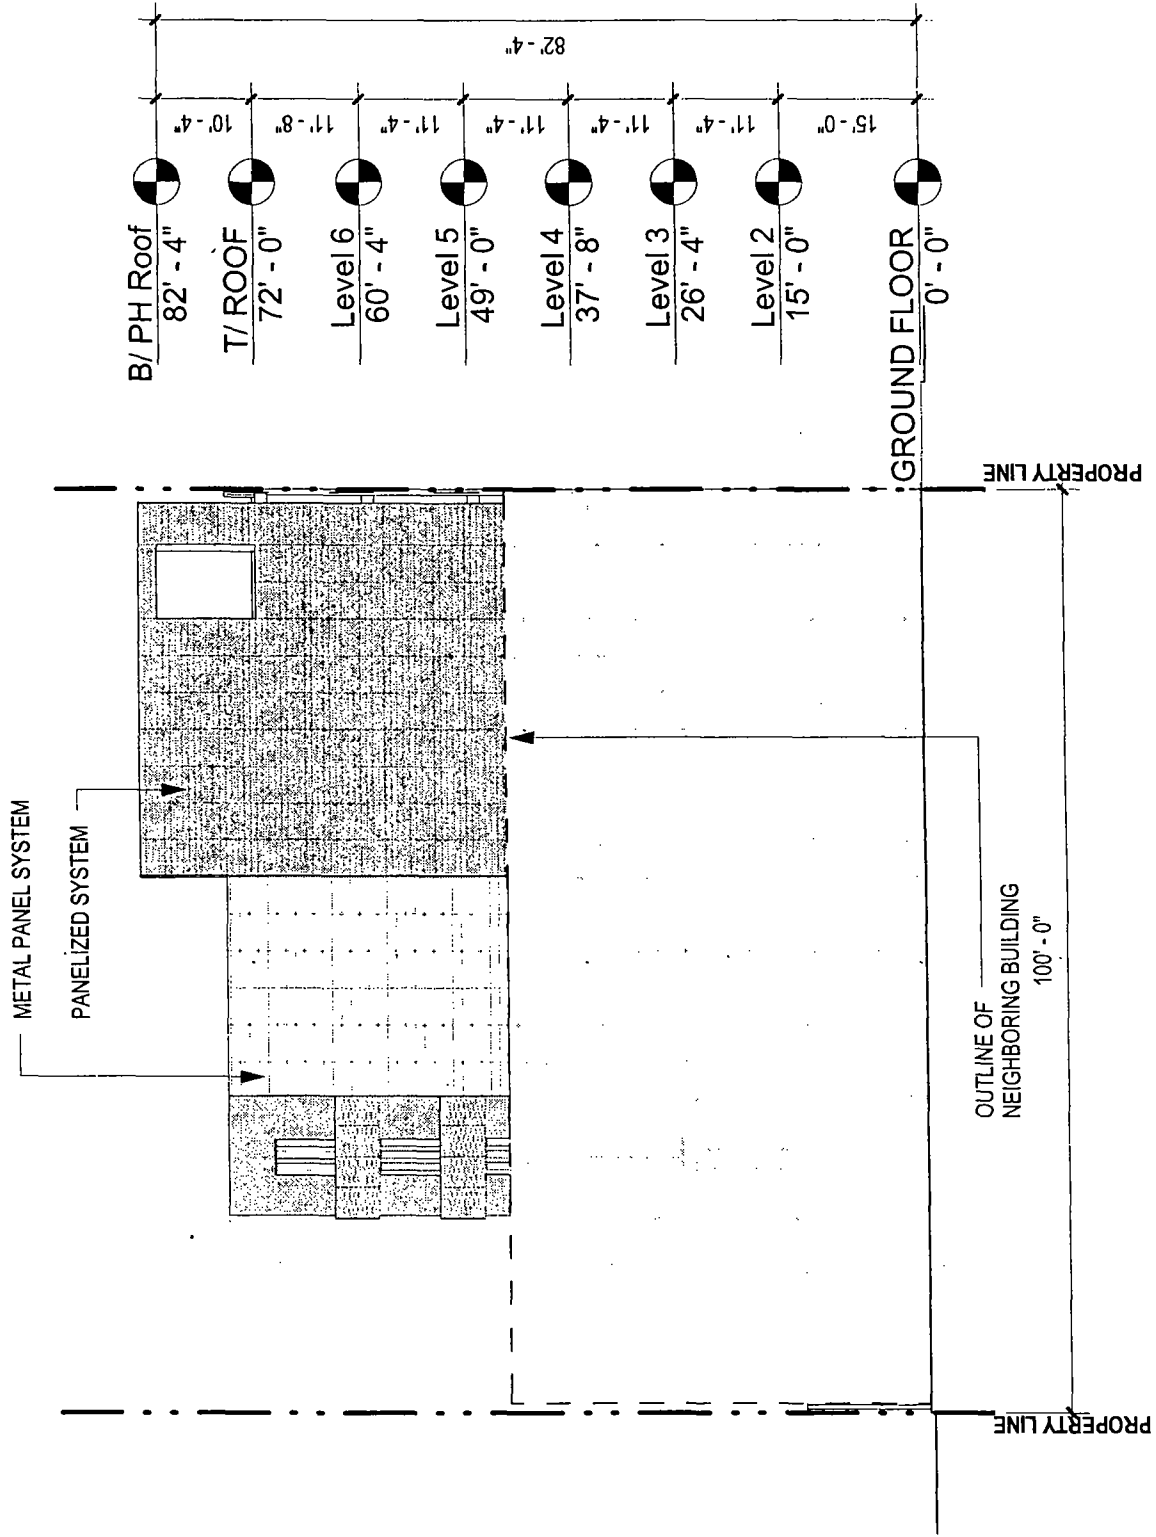 METAL PANEL SYSTEM
PANELIZED SYSTEM
B/ PH Roof
82' - 4"
T/ ROOF
72' - 0"
Level 6
60' - 4"
Level 5
49' - 0"
Level 4
37' - 8"
Level 3
26' - 4"
Level 2
15' - 0"
GROUND FLOOR
0' - 0"
10' - 4"
11' - 8"
11' - 4"
11' - 4"
11' - 4"
11' - 4"
15' - 0"
82' - 4"
PROPERTY LINE
PROPERTY LINE
OUTLINE OF
NEIGHBORING BUILDING
100' - 0"